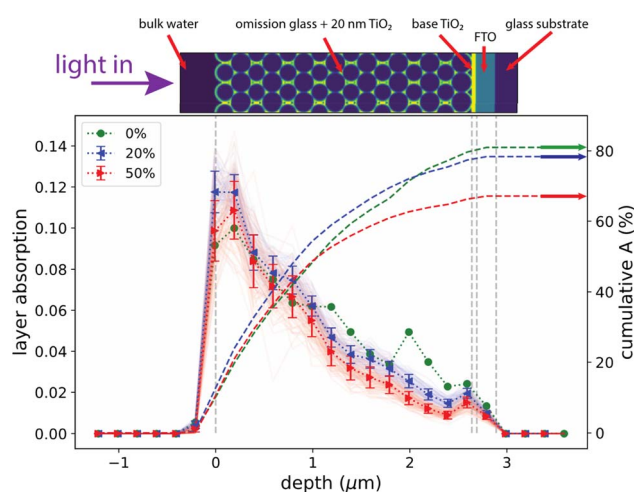 bulk water
omission glass + 20 nm TiO₂
base TiO₂
FTO
glass substrate
light in
0%
20%
50%
layer absorption
0.14
0.12
0.10
0.08
0.06
0.04
0.02
0.00
80
60
40
20
0
cumulative A (%)
−1
0
1
2
3
depth (μm)